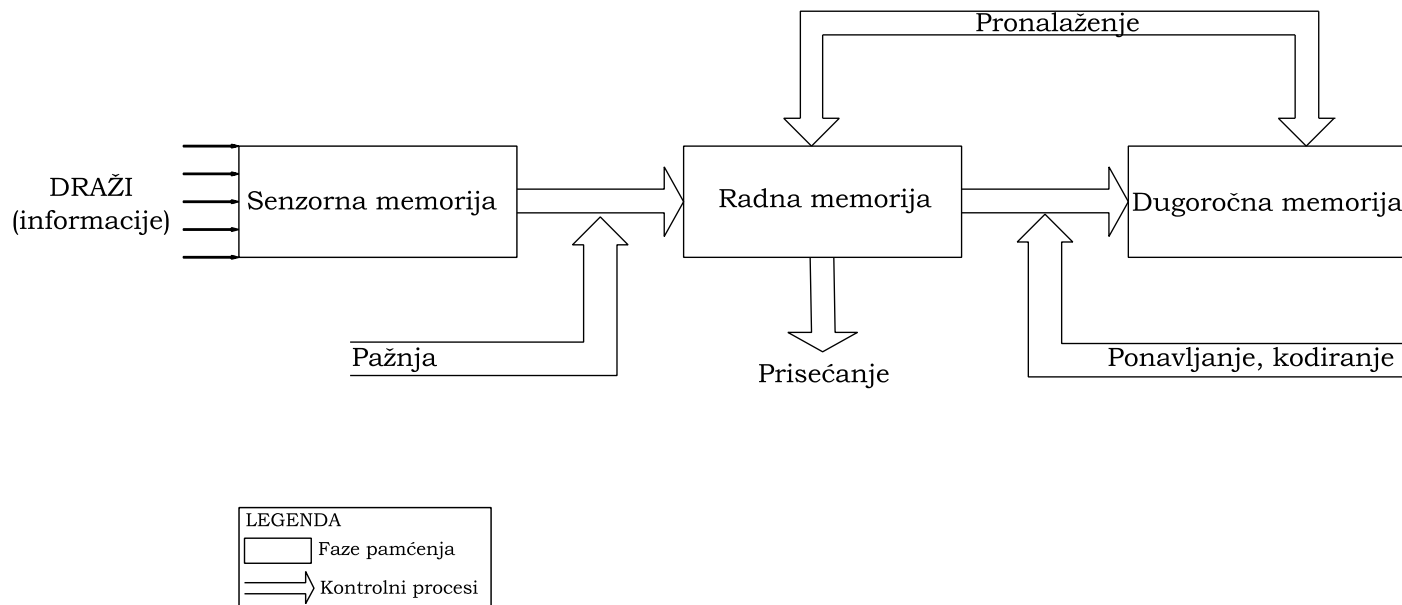 Pronalaženje
DRAŽI
(informacije)
Senzorna memorija
Radna memorija
Dugoročna memorija
Pažnja
Prisećanje
Ponavljanje, kodiranje
LEGENDA
Faze pamćenja
Kontrolni procesi